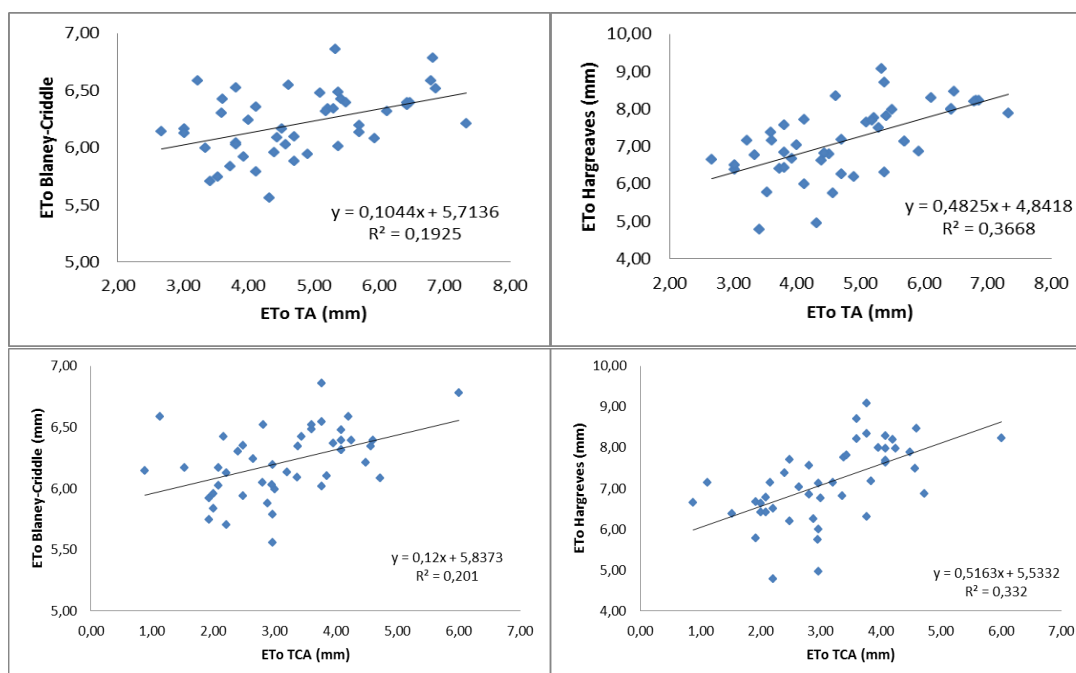 7,00
6,50
6,00
5,50
5,00
ETo Blaney-Criddle
y = 0,1044x + 5,7136
R² = 0,1925
2,00 3,00 4,00 5,00 6,00 7,00 8,00
ETo TA (mm)
10,00
9,00
8,00
7,00
6,00
5,00
4,00
ETo Hargreaves (mm)
y = 0,4825x + 4,8418
R² = 0,3668
2,00 3,00 4,00 5,00 6,00 7,00 8,00
ETo TA (mm)
7,00
6,50
6,00
5,50
5,00
ETo Blaney-Criddle (mm)
y = 0,12x + 5,8373
R² = 0,201
0,00 1,00 2,00 3,00 4,00 5,00 6,00 7,00
ETo TCA (mm)
10,00
9,00
8,00
7,00
6,00
5,00
4,00
ETo Hargreves (mm)
y = 0,5163x + 5,5332
R² = 0,332
0,00 1,00 2,00 3,00 4,00 5,00 6,00 7,00
ETo TCA (mm)